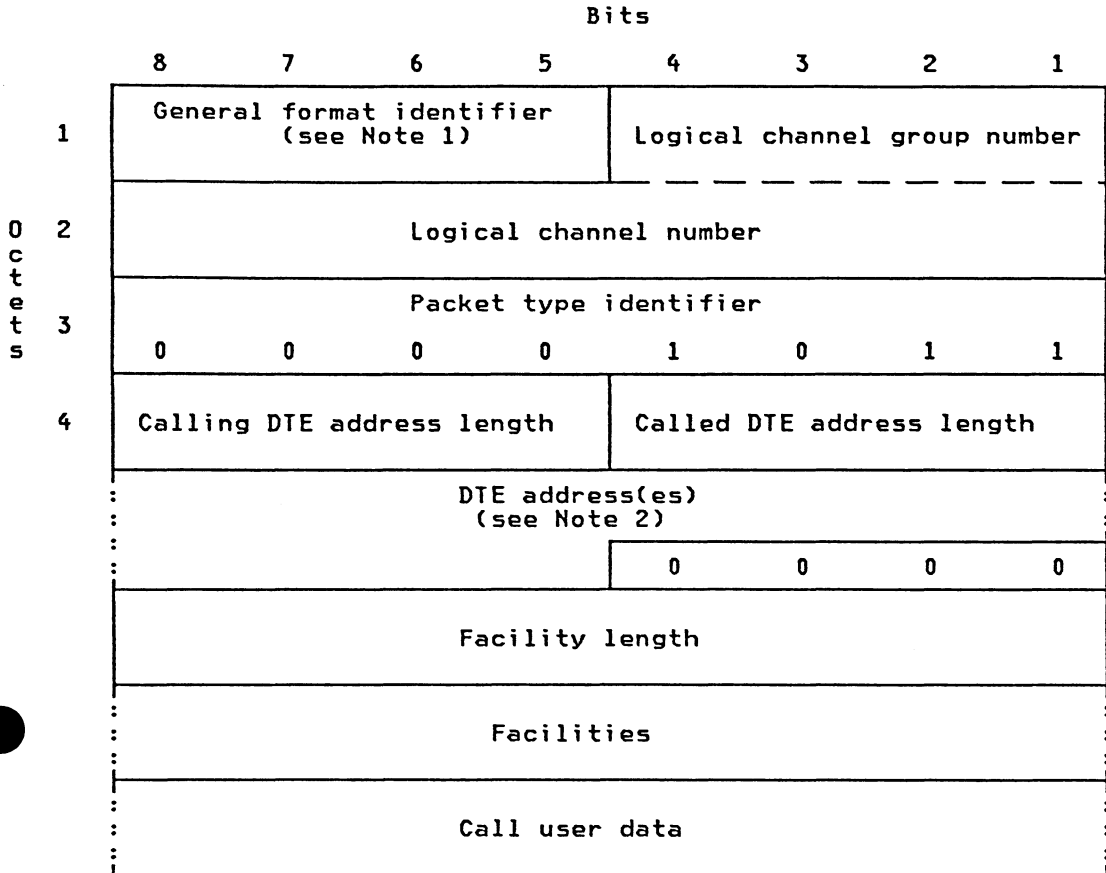 Bits
8 7 6 5 4 3 2 1
General format identifier
(see Note 1)
1
Logical channel group number
Octets
2
Logical channel number
Packet type identifier
3
0 0 0 0 1 0 1 1
4
Calling DTE address length
Called DTE address length
DTE address(es)
(see Note 2)
0 0 0 0
Facility length
Facilities
Call user data